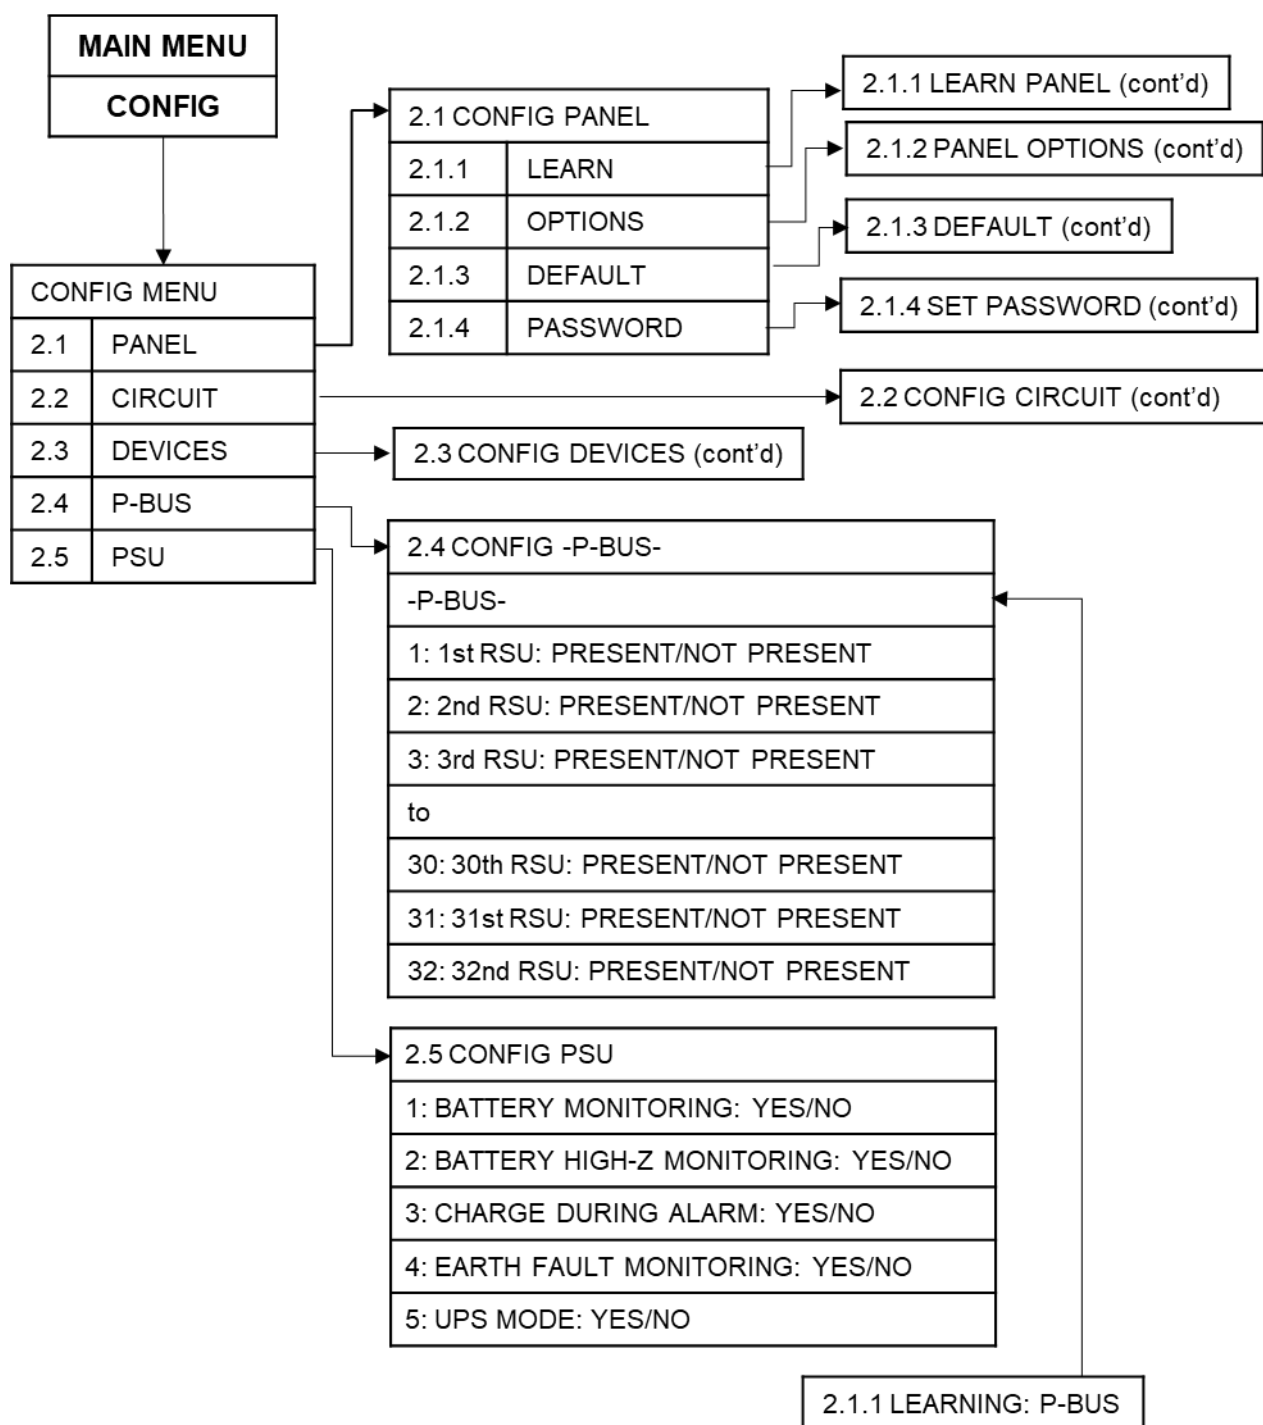 MAIN MENU
CONFIG
CONFIG MENU
2.1 PANEL
2.2 CIRCUIT
2.3 DEVICES
2.4 P-BUS
2.5 PSU
2.1 CONFIG PANEL
2.1.1 LEARN
2.1.2 OPTIONS
2.1.3 DEFAULT
2.1.4 PASSWORD
2.1.1 LEARN PANEL (cont’d)
2.1.2 PANEL OPTIONS (cont’d)
2.1.3 DEFAULT (cont’d)
2.1.4 SET PASSWORD (cont’d)
2.2 CONFIG CIRCUIT (cont’d)
2.3 CONFIG DEVICES (cont’d)
2.4 CONFIG -P-BUS-
-P-BUS-
1: 1st RSU: PRESENT/NOT PRESENT
2: 2nd RSU: PRESENT/NOT PRESENT
3: 3rd RSU: PRESENT/NOT PRESENT
to
30: 30th RSU: PRESENT/NOT PRESENT
31: 31st RSU: PRESENT/NOT PRESENT
32: 32nd RSU: PRESENT/NOT PRESENT
2.5 CONFIG PSU
1: BATTERY MONITORING: YES/NO
2: BATTERY HIGH-Z MONITORING: YES/NO
3: CHARGE DURING ALARM: YES/NO
4: EARTH FAULT MONITORING: YES/NO
5: UPS MODE: YES/NO
2.1.1 LEARNING: P-BUS